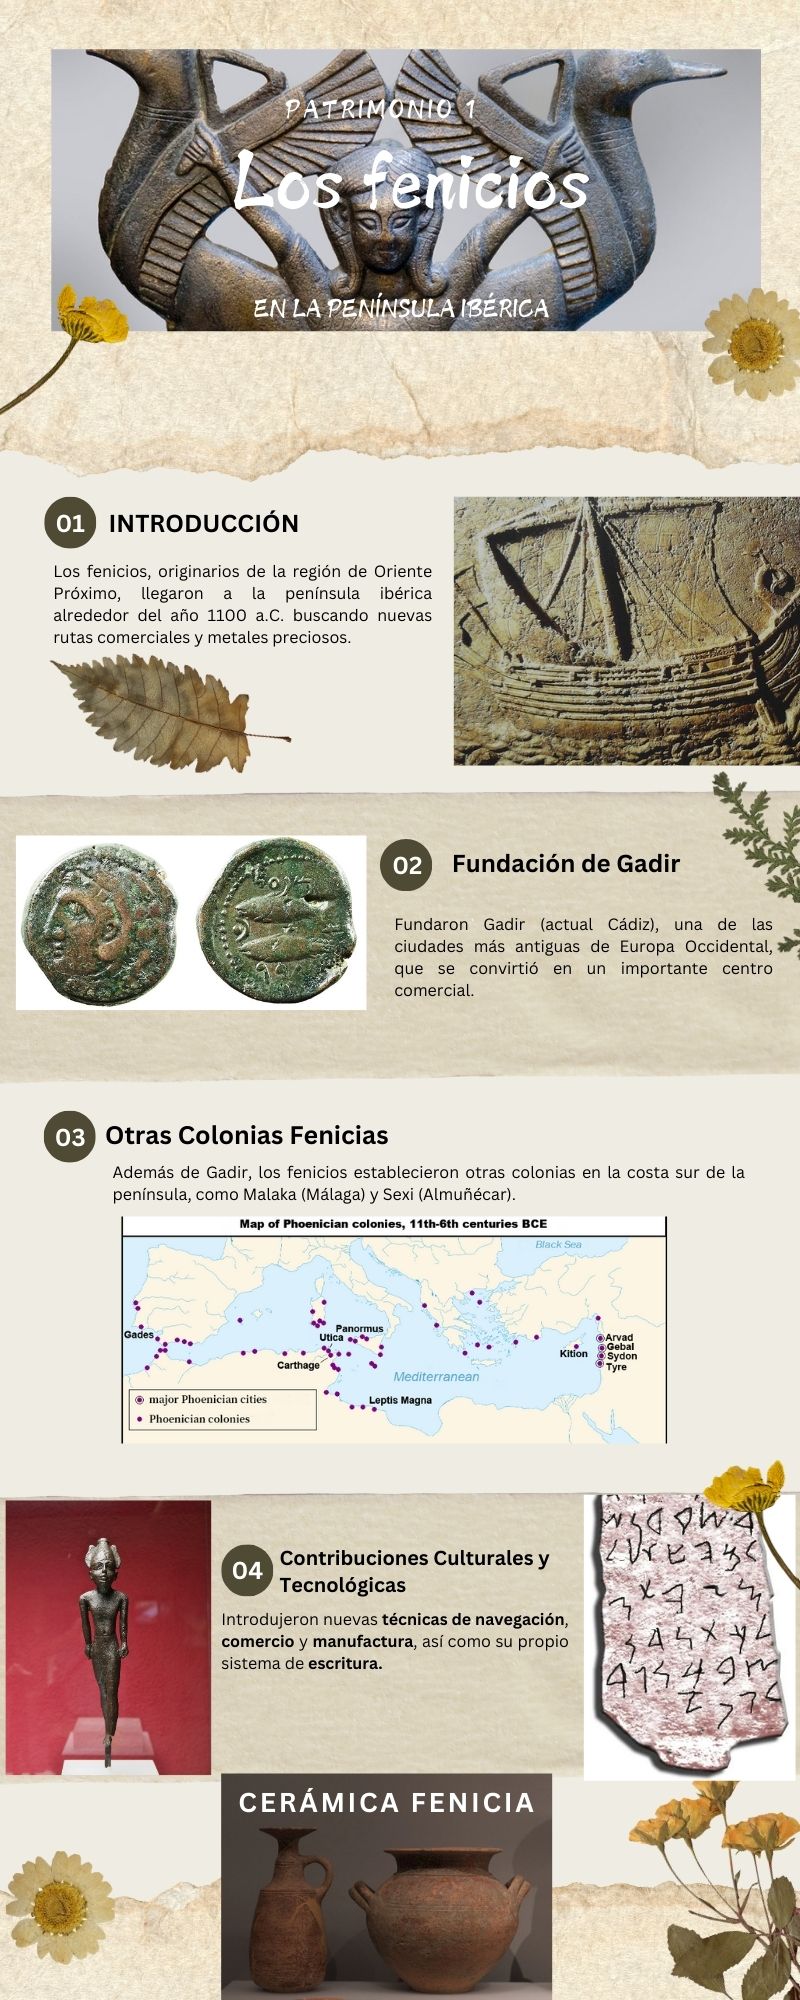 PATRIMONIO 1
Los fenicios
EN LA PENÍNSULA IBÉRICA
01 INTRODUCCIÓN
Los fenicios, originarios de la región de Oriente
Próximo, llegaron a la península ibérica
alrededor del año 1100 a.C. buscando nuevas
rutas comerciales y metales preciosos.
02 Fundación de Gadir
Fundaron Gadir (actual Cádiz), una de las
ciudades más antiguas de Europa Occidental,
que se convirtió en un importante centro
comercial.
03 Otras Colonias Fenicias
Además de Gadir, los fenicios establecieron otras colonias en la costa sur de la
península, como Malaka (Málaga) y Sexi (Almuñécar).
Map of Phoenician colonies, 11th-6th centuries BCE
Black Sea
Gades
Panormus
Utica
Carthage
Kition
Arvad
Gebal
Sydon
Tyre
Mediterranean
Leptis Magna
major Phoenician cities
Phoenician colonies
04 Contribuciones Culturales y
Tecnológicas
Introdujeron nuevas técnicas de navegación,
comercio y manufactura, así como su propio
sistema de escritura.
CERÁMICA FENICIA